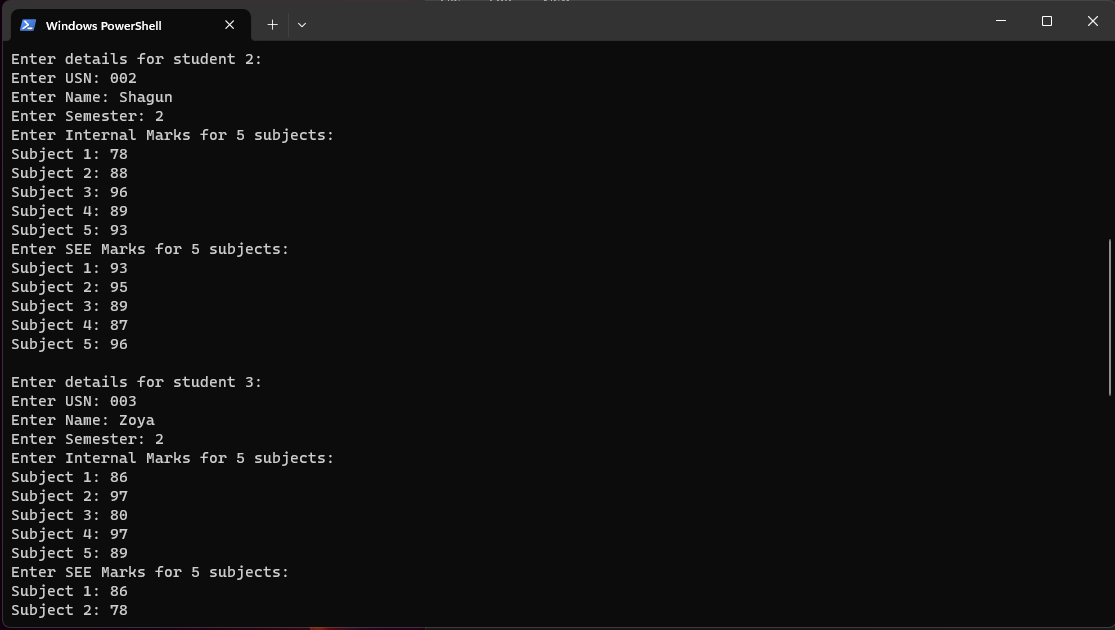 Windows PowerShell
Enter details for student 2:
Enter USN: 002
Enter Name: Shagun
Enter Semester: 2
Enter Internal Marks for 5 subjects:
Subject 1: 78
Subject 2: 88
Subject 3: 96
Subject 4: 89
Subject 5: 93
Enter SEE Marks for 5 subjects:
Subject 1: 93
Subject 2: 95
Subject 3: 89
Subject 4: 87
Subject 5: 96

Enter details for student 3:
Enter USN: 003
Enter Name: Zoya
Enter Semester: 2
Enter Internal Marks for 5 subjects:
Subject 1: 86
Subject 2: 97
Subject 3: 80
Subject 4: 97
Subject 5: 89
Enter SEE Marks for 5 subjects:
Subject 1: 86
Subject 2: 78